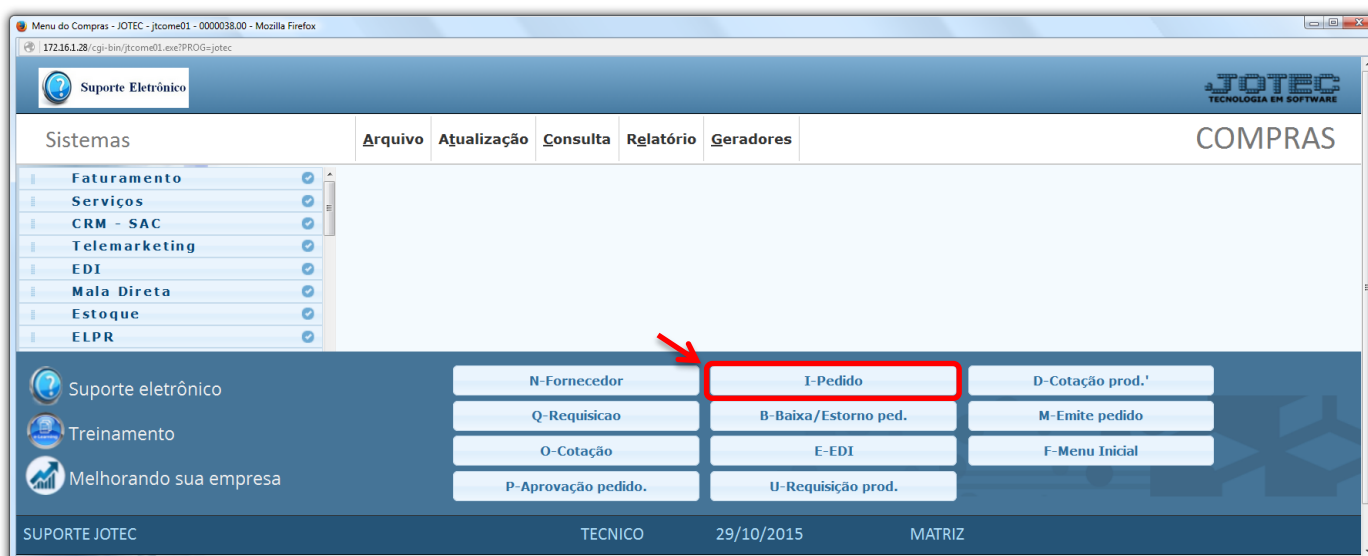 Menu do Compras - JOTEC - jtcome01 - 0000038.00 - Mozilla Firefox
172.16.1.28/cgi-bin/jtcome01.exe?PROG=jotec
Suporte Eletrônico
JOTEC
TECNOLOGIA EM SOFTWARE
Sistemas
Arquivo Atualização Consulta Relatório Geradores
COMPRAS
Faturamento
Serviços
CRM - SAC
Telemarketing
EDI
Mala Direta
Estoque
ELPR
Suporte eletrônico
Treinamento
Melhorando sua empresa
N-Fornecedor I-Pedido D-Cotação prod.'
Q-Requisicao B-Baixa/Estorno ped. M-Emite pedido
O-Cotação E-EDI F-Menu Inicial
P-Aprovação pedido. U-Requisição prod.
SUPORTE JOTEC TECNICO 29/10/2015 MATRIZ